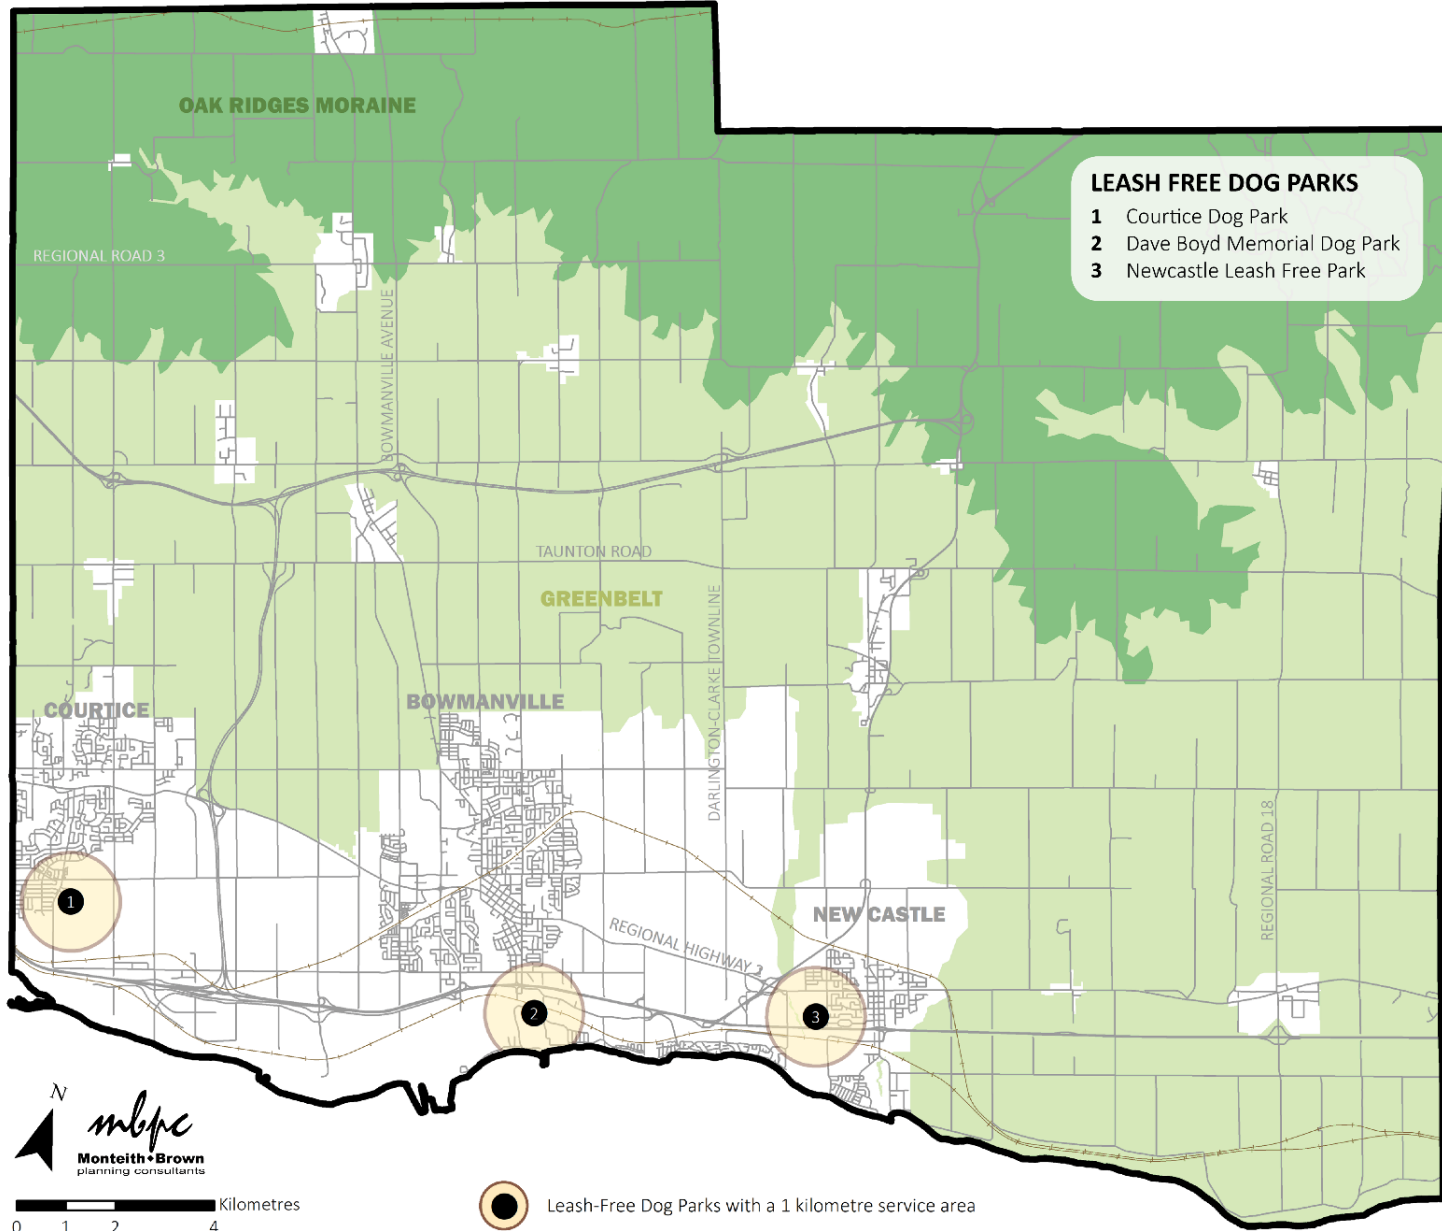 OAK RIDGES MORAINE
LEASH FREE DOG PARKS
1 Courtice Dog Park
2 Dave Boyd Memorial Dog Park
3 Newcastle Leash Free Park
REGIONAL ROAD 3
BOWMANVILLE AVENUE
TAUNTON ROAD
GREENBELT
DARLINGTON-CLARKE TOWNLINE
BOWMANVILLE
COURTICE
REGIONAL ROAD 18
1
NEW CASTLE
REGIONAL HIGHWAY 2
2
3
N
mbpc
Monteith♦Brown
planning consultants
Kilometres
0 1 2 4
Leash-Free Dog Parks with a 1 kilometre service area